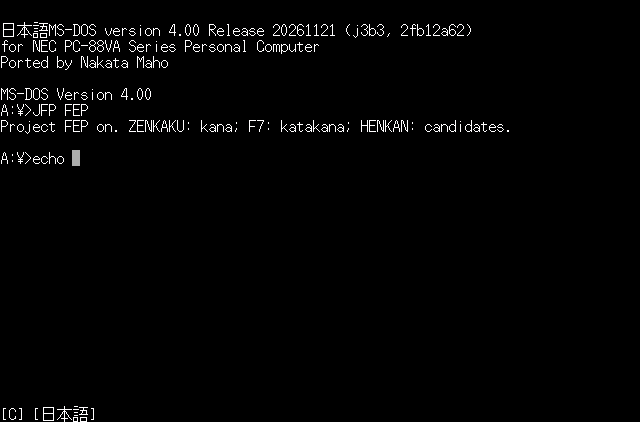 日本語MS-DOS version 4.00 Release 20261121 (j3b3, 2fb12a62)
for NEC PC-88VA Series Personal Computer
Ported by Nakata Maho
MS-DOS Version 4.00
A:¥>JFP FEP
Project FEP on. ZENKAKU: kana; F7: katakana; HENKAN: candidates.
A:¥>echo
[C] [日本語]